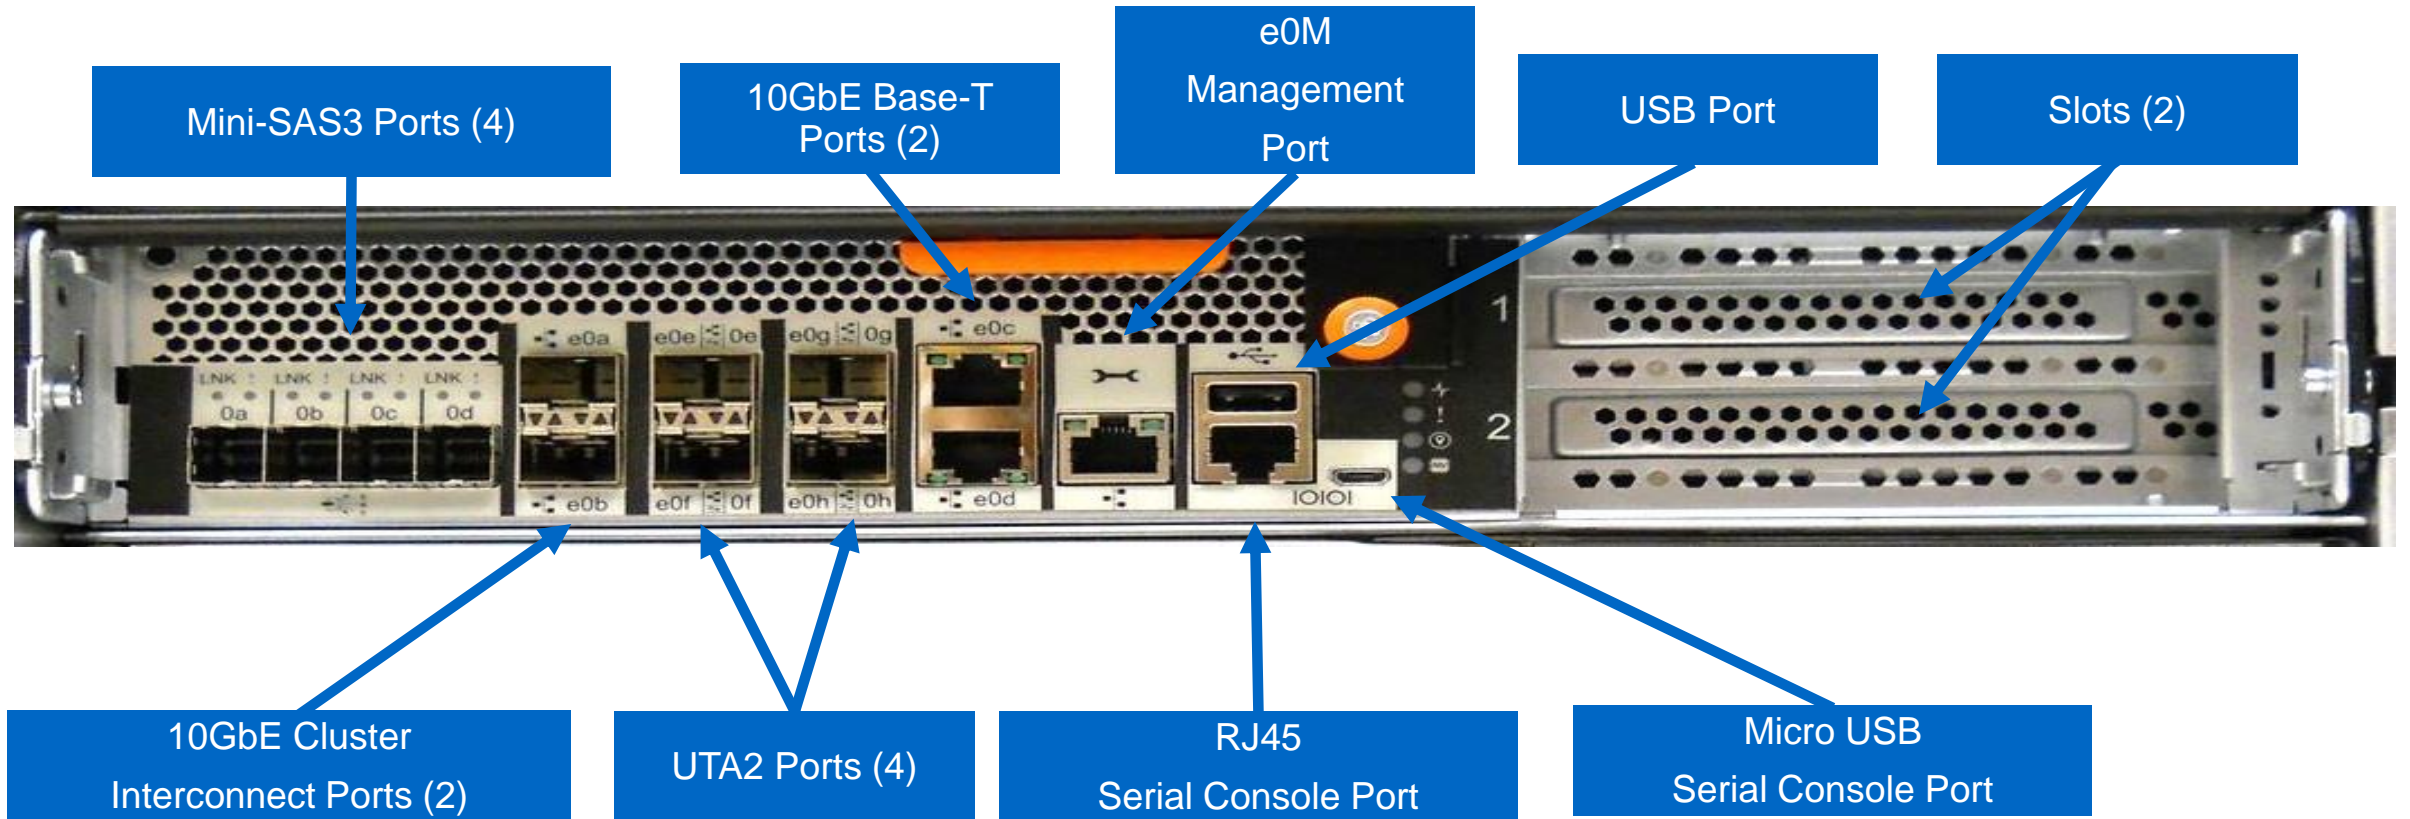 e0M
Management
Port
Mini-SAS3 Ports (4)
10GbE Base-T
Ports (2)
USB Port
Slots (2)
1
e0a
e0e 0e
e0g 0g
e0c
LNK ! LNK ! LNK ! LNK !
0a 0b 0c 0d
!
2
e0b
e0f 0f
e0h 0h
e0d
IOIOI
10GbE Cluster
Interconnect Ports (2)
UTA2 Ports (4)
RJ45
Serial Console Port
Micro USB
Serial Console Port